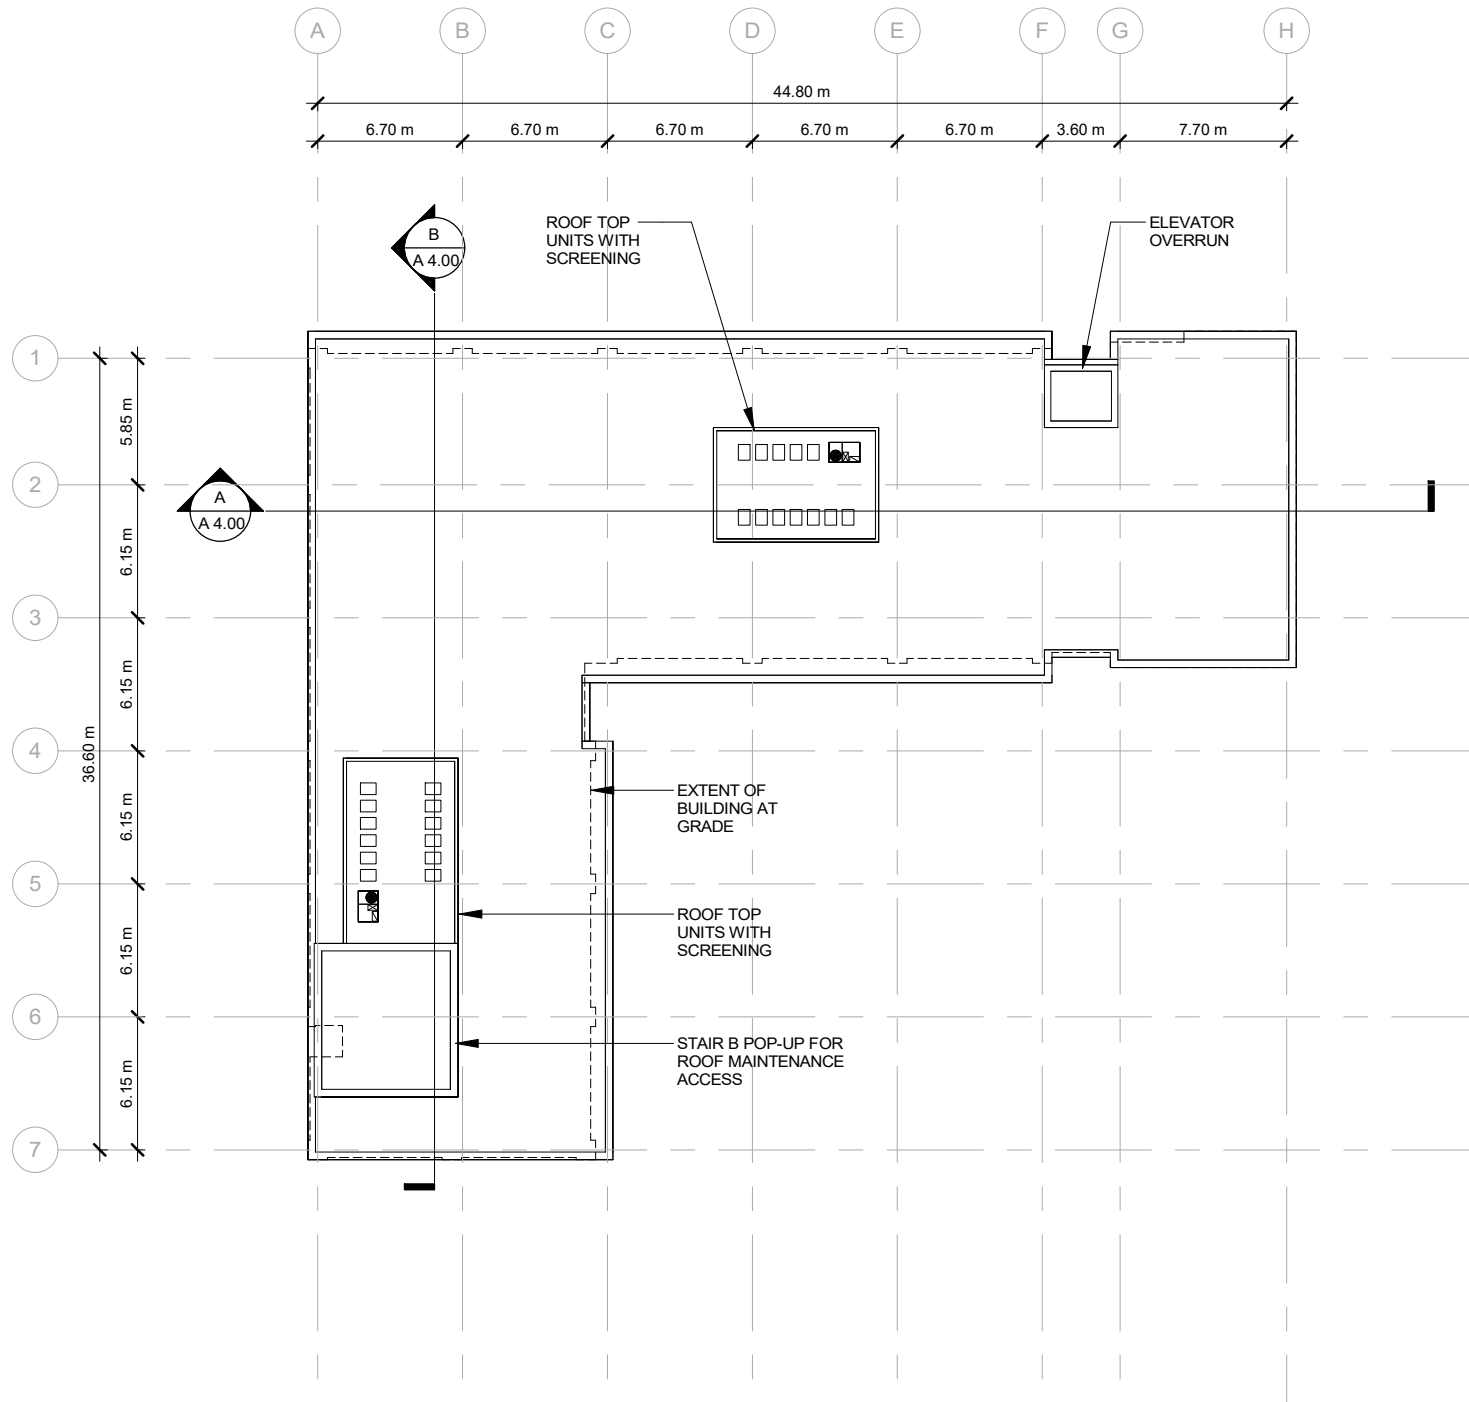 A B C D E F G H
44.80 m
6.70 m 6.70 m 6.70 m 6.70 m 6.70 m 3.60 m 7.70 m
B
A 4.00
ROOF TOP
UNITS WITH
SCREENING
ELEVATOR
OVERRUN
1
5.85 m
2
A
A 4.00
6.15 m
3
6.15 m
36.60 m
4
6.15 m
EXTENT OF
BUILDING AT
GRADE
5
ROOF TOP
UNITS WITH
SCREENING
6.15 m
6
STAIR B POP-UP FOR
ROOF MAINTENANCE
ACCESS
6.15 m
7